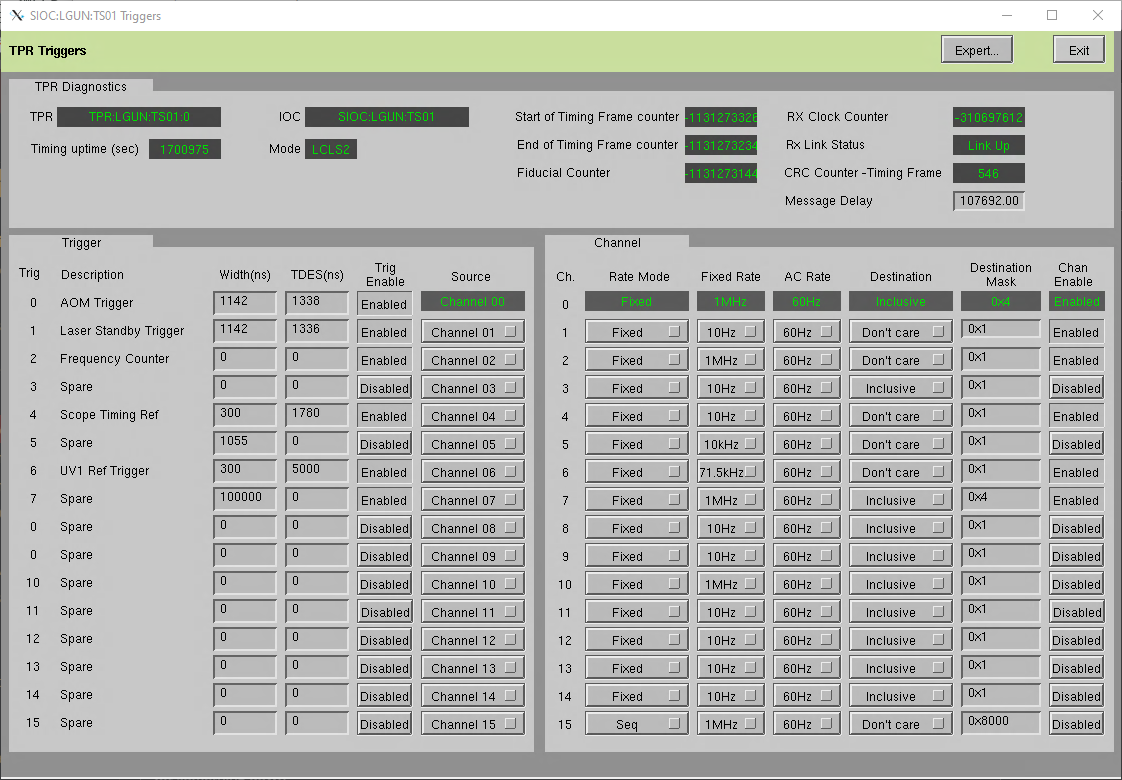 SIOC:LGUN:TS01 Triggers
TPR Triggers
Expert...
Exit
TPR Diagnostics
TPR TPR:LGUN:TS01:0 IOC SIOC:LGUN:TS01 Start of Timing Frame counter -1131273326 RX Clock Counter -310697612
Timing uptime (sec) 1700975 Mode LCLS2 End of Timing Frame counter -1131273234 Rx Link Status Link Up
Fiducial Counter -1131273144 CRC Counter -Timing Frame 546
Message Delay 107692.00
Trigger
Trig Description Width(ns) TDES(ns) Trig Enable Source
0 AOM Trigger 1142 1338 Enabled Channel 00
1 Laser Standby Trigger 1142 1336 Enabled Channel 01
2 Frequency Counter 0 0 Enabled Channel 02
3 Spare 0 0 Disabled Channel 03
4 Scope Timing Ref 300 1780 Enabled Channel 04
5 Spare 1055 0 Disabled Channel 05
6 UV1 Ref Trigger 300 5000 Enabled Channel 06
7 Spare 100000 0 Enabled Channel 07
0 Spare 0 0 Disabled Channel 08
0 Spare 0 0 Disabled Channel 09
10 Spare 0 0 Disabled Channel 10
11 Spare 0 0 Disabled Channel 11
12 Spare 0 0 Disabled Channel 12
13 Spare 0 0 Disabled Channel 13
14 Spare 0 0 Disabled Channel 14
15 Spare 0 0 Disabled Channel 15
Channel
Ch. Rate Mode Fixed Rate AC Rate Destination Destination Mask Chan Enable
0 Fixed 1MHz 60Hz Inclusive 0x4 Enabled
1 Fixed 10Hz 60Hz Don't care 0x1 Enabled
2 Fixed 1MHz 60Hz Don't care 0x1 Enabled
3 Fixed 10Hz 60Hz Inclusive 0x1 Disabled
4 Fixed 10Hz 60Hz Don't care 0x1 Enabled
5 Fixed 10kHz 60Hz Don't care 0x1 Disabled
6 Fixed 71.5kHz 60Hz Don't care 0x1 Enabled
7 Fixed 1MHz 60Hz Inclusive 0x4 Enabled
8 Fixed 10Hz 60Hz Inclusive 0x1 Disabled
9 Fixed 10Hz 60Hz Inclusive 0x1 Disabled
10 Fixed 1MHz 60Hz Inclusive 0x1 Disabled
11 Fixed 10Hz 60Hz Inclusive 0x1 Disabled
12 Fixed 10Hz 60Hz Inclusive 0x1 Disabled
13 Fixed 10Hz 60Hz Inclusive 0x1 Disabled
14 Fixed 10Hz 60Hz Inclusive 0x1 Disabled
15 Seq 1MHz 60Hz Don't care 0x8000 Disabled